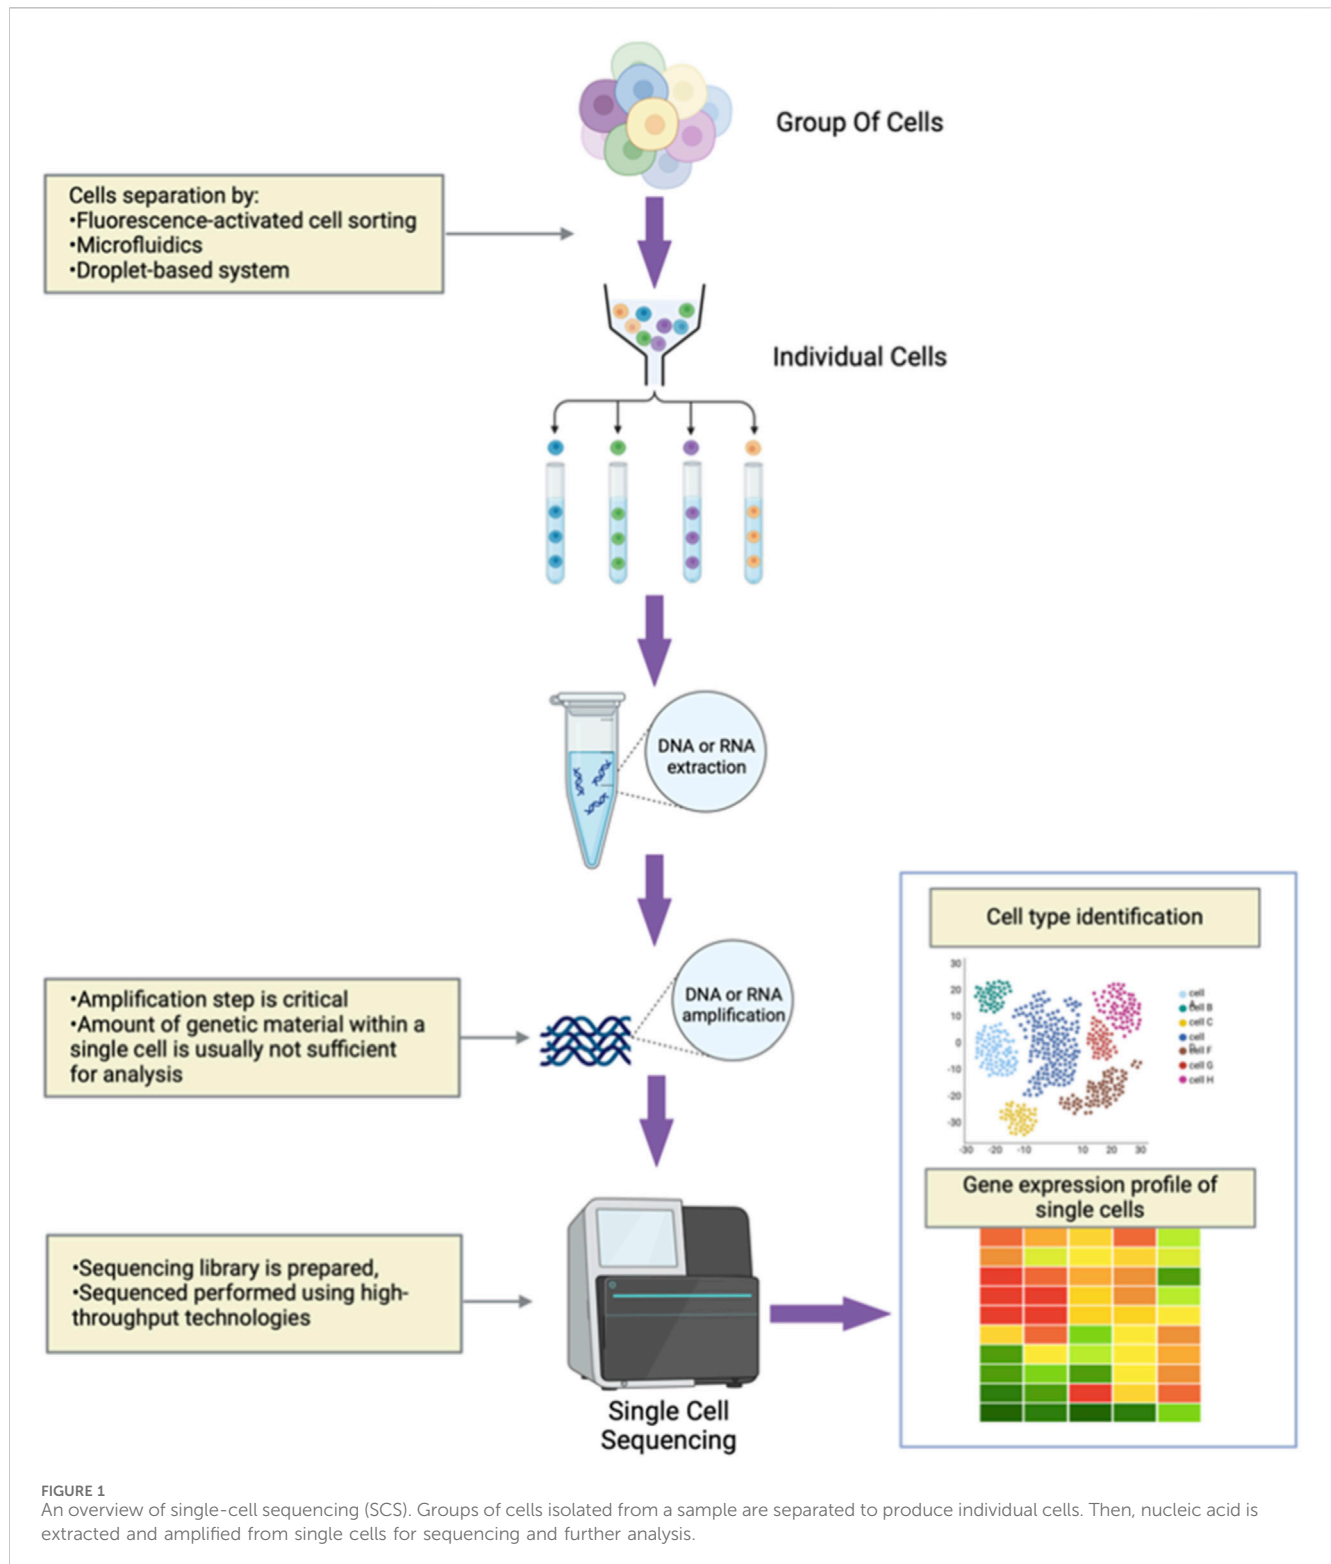 Group Of Cells
Cells separation by:
•Fluorescence-activated cell sorting
•Microfluidics
•Droplet-based system
Individual Cells
DNA or RNA
extraction
•Amplification step is critical
•Amount of genetic material within a
single cell is usually not sufficient
for analysis
DNA or RNA
amplification
•Sequencing library is prepared,
•Sequenced performed using high-
throughput technologies
Single Cell
Sequencing
Cell type identification
30
20
10
0
-10
-20
-30
-30 -20 -10 10 20 30
cell
cell B
cell C
cell
cell F
cell G
cell H
Gene expression profile of
single cells
FIGURE 1
An overview of single-cell sequencing (SCS). Groups of cells isolated from a sample are separated to produce individual cells. Then, nucleic acid is
extracted and amplified from single cells for sequencing and further analysis.